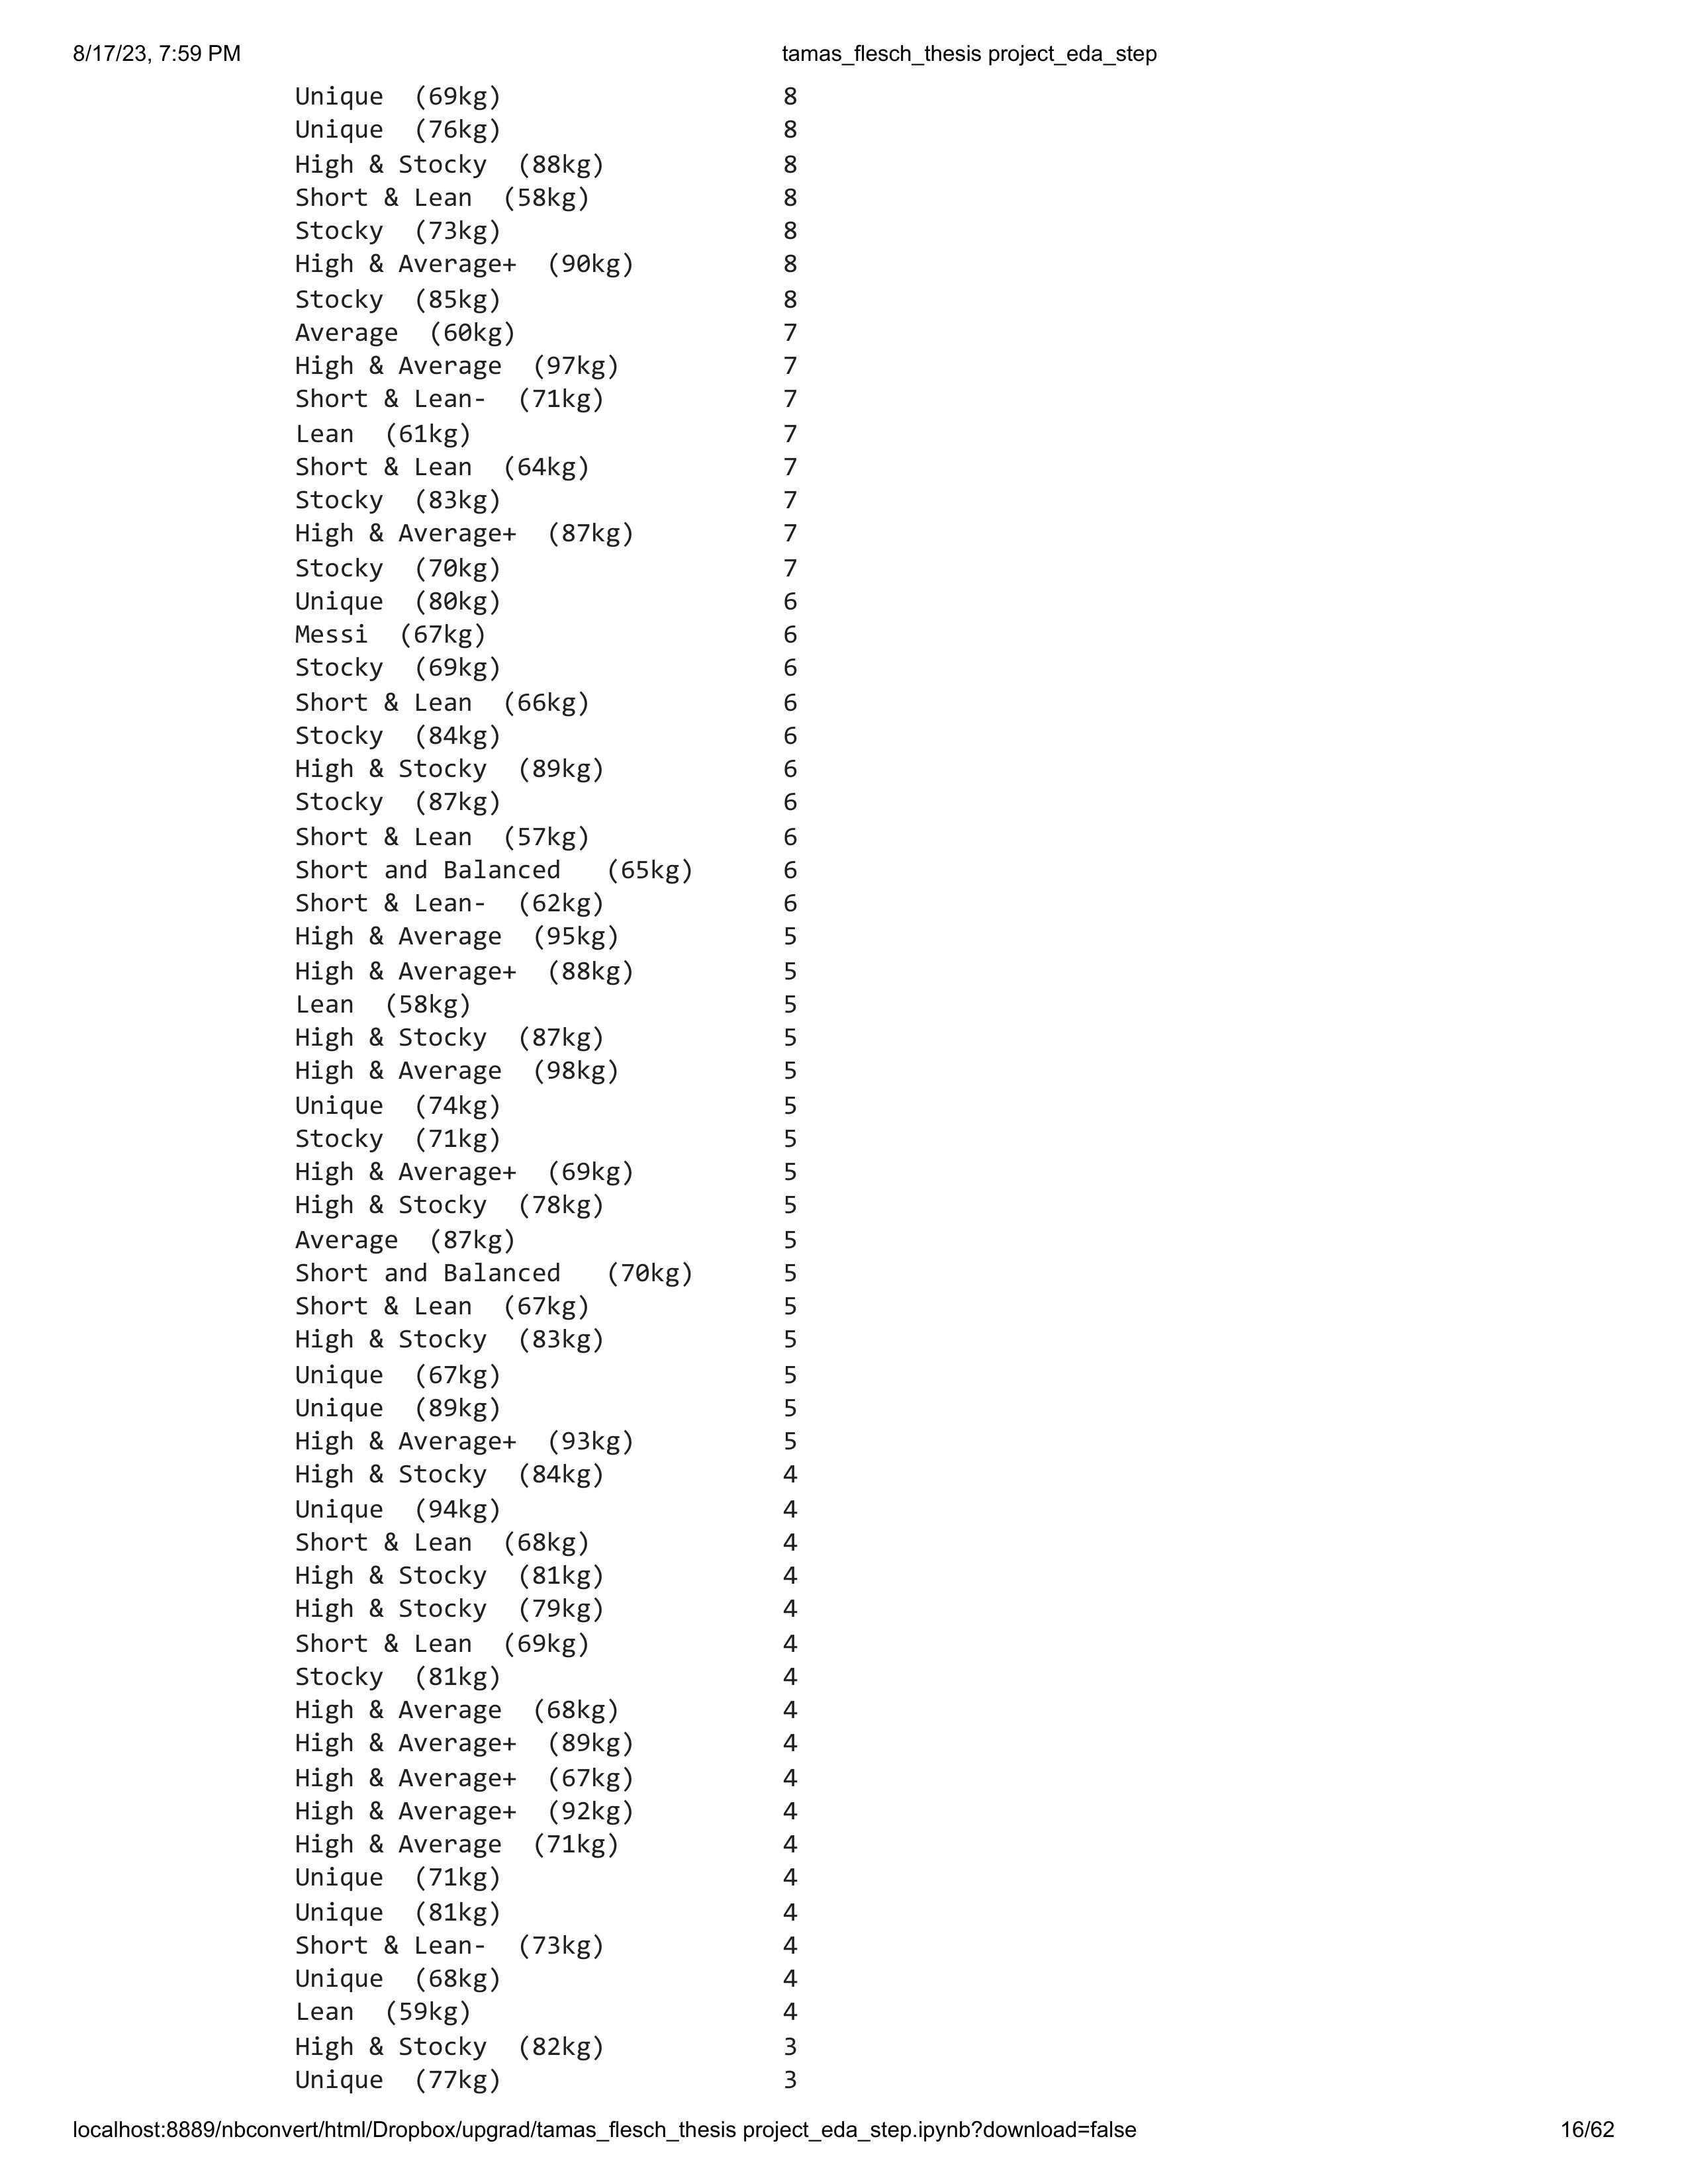 8/17/23, 7:59 PM tamas_flesch_thesis project_eda_step
Unique  (69kg) 8
Unique  (76kg) 8
High & Stocky  (88kg) 8
Short & Lean  (58kg) 8
Stocky  (73kg) 8
High & Average+  (90kg) 8
Stocky  (85kg) 8
Average  (60kg) 7
High & Average  (97kg) 7
Short & Lean-  (71kg) 7
Lean  (61kg) 7
Short & Lean  (64kg) 7
Stocky  (83kg) 7
High & Average+  (87kg) 7
Stocky  (70kg) 7
Unique  (80kg) 6
Messi  (67kg) 6
Stocky  (69kg) 6
Short & Lean  (66kg) 6
Stocky  (84kg) 6
High & Stocky  (89kg) 6
Stocky  (87kg) 6
Short & Lean  (57kg) 6
Short and Balanced   (65kg) 6
Short & Lean-  (62kg) 6
High & Average  (95kg) 5
High & Average+  (88kg) 5
Lean  (58kg) 5
High & Stocky  (87kg) 5
High & Average  (98kg) 5
Unique  (74kg) 5
Stocky  (71kg) 5
High & Average+  (69kg) 5
High & Stocky  (78kg) 5
Average  (87kg) 5
Short and Balanced   (70kg) 5
Short & Lean  (67kg) 5
High & Stocky  (83kg) 5
Unique  (67kg) 5
Unique  (89kg) 5
High & Average+  (93kg) 5
High & Stocky  (84kg) 4
Unique  (94kg) 4
Short & Lean  (68kg) 4
High & Stocky  (81kg) 4
High & Stocky  (79kg) 4
Short & Lean  (69kg) 4
Stocky  (81kg) 4
High & Average  (68kg) 4
High & Average+  (89kg) 4
High & Average+  (67kg) 4
High & Average+  (92kg) 4
High & Average  (71kg) 4
Unique  (71kg) 4
Unique  (81kg) 4
Short & Lean-  (73kg) 4
Unique  (68kg) 4
Lean  (59kg) 4
High & Stocky  (82kg) 3
Unique  (77kg) 3
localhost:8889/nbconvert/html/Dropbox/upgrad/tamas_flesch_thesis project_eda_step.ipynb?download=false 16/62